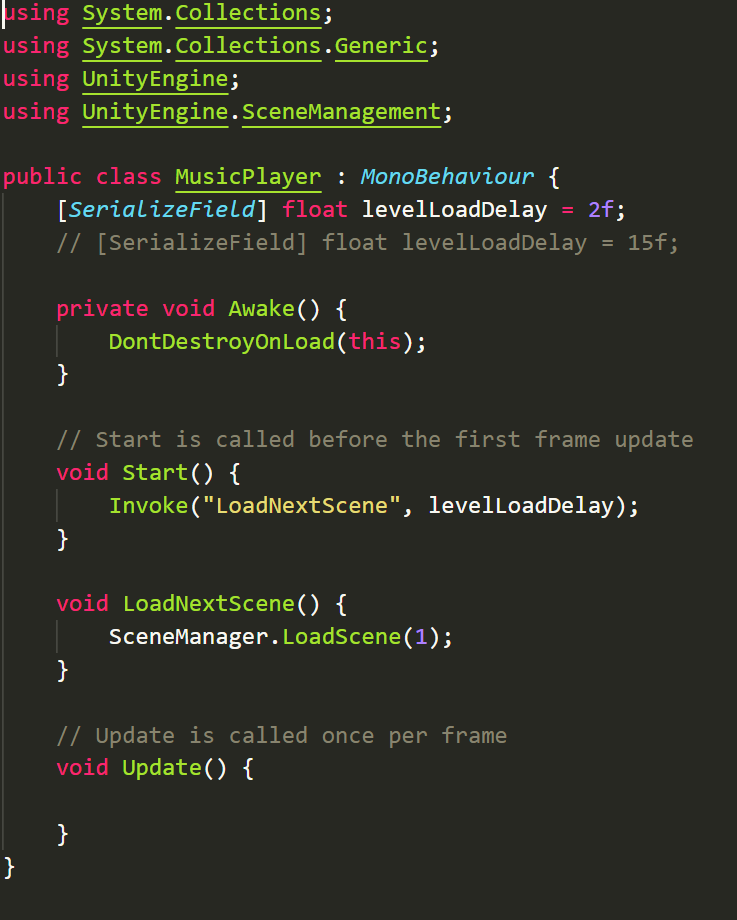 using System.Collections;
using System.Collections.Generic;
using UnityEngine;
using UnityEngine.SceneManagement;

public class MusicPlayer : MonoBehaviour {
    [SerializeField] float levelLoadDelay = 2f;
    // [SerializeField] float levelLoadDelay = 15f;

    private void Awake() {
        DontDestroyOnLoad(this);
    }

    // Start is called before the first frame update
    void Start() {
        Invoke("LoadNextScene", levelLoadDelay);
    }

    void LoadNextScene() {
        SceneManager.LoadScene(1);
    }

    // Update is called once per frame
    void Update() {

    }
}